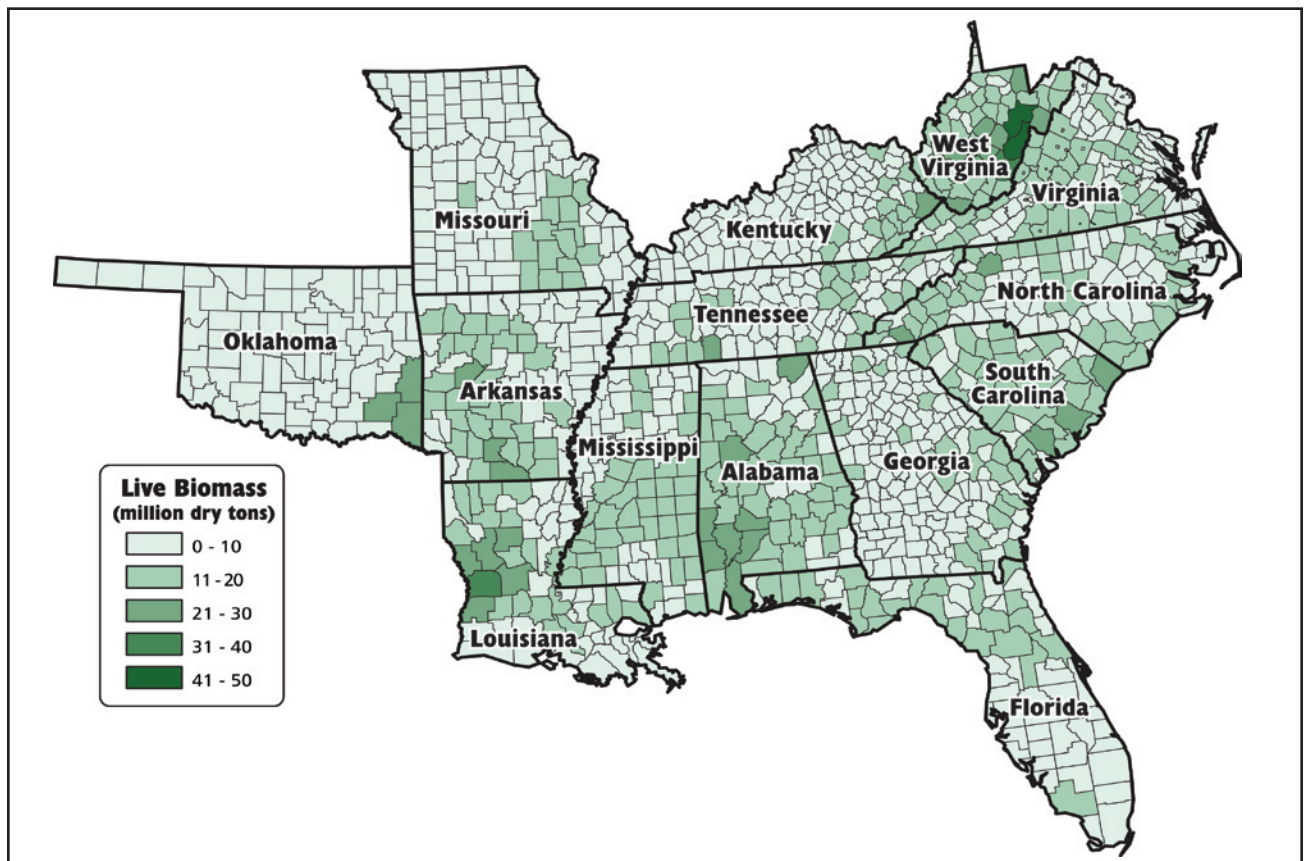 West
Virginia
Virginia
Missouri
Kentucky
North Carolina
Tennessee
Oklahoma
Arkansas
South
Carolina
Mississippi
Alabama
Georgia
Louisiana
Florida
Live Biomass
(million dry tons)
0 - 10
11 - 20
21 - 30
31 - 40
41 - 50